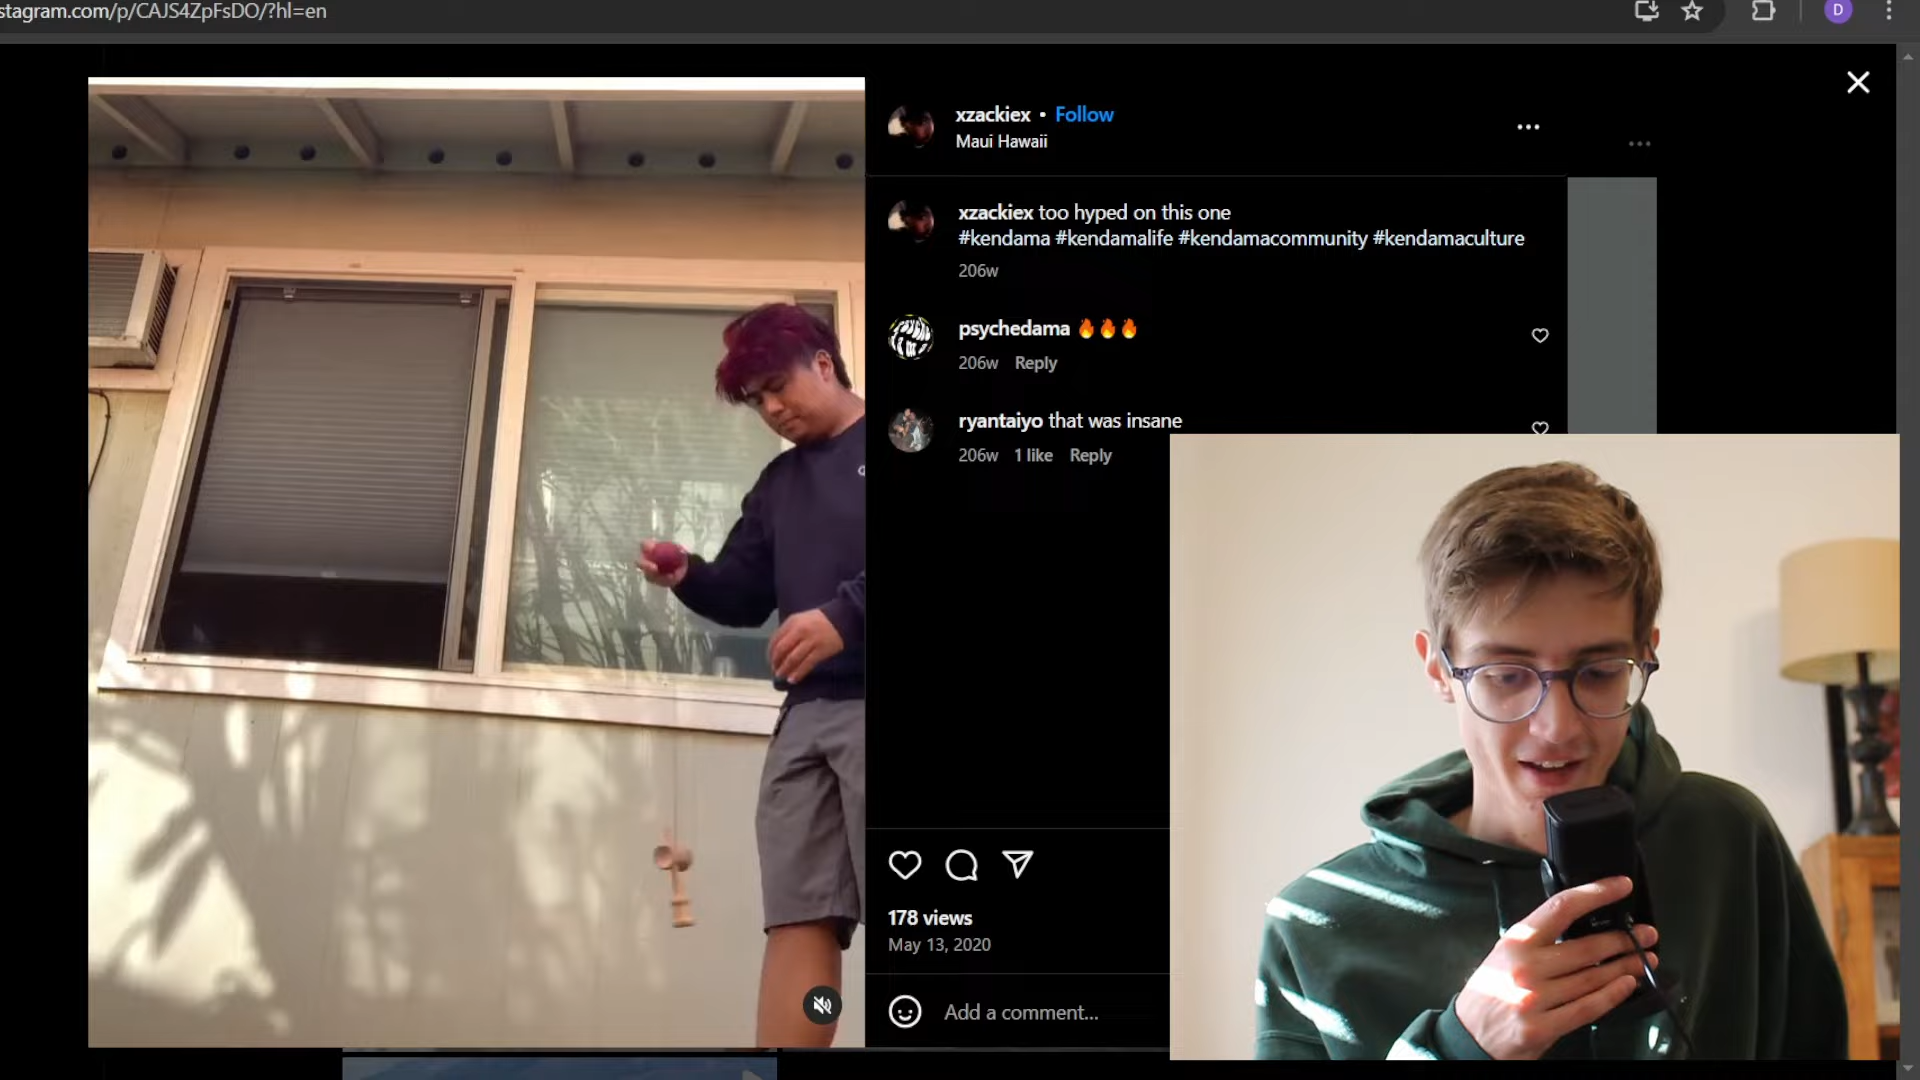 stagram.com/p/CAJS4ZpFsDO/?hl=en
D
xzackiex • Follow
Maui Hawaii
xzackiex too hyped on this one
#kendama #kendamalife #kendamacommunity #kendamaculture
206w
psychedama 🔥🔥🔥
206w Reply
ryantaiyo that was insane
206w 1 like Reply
178 views
May 13, 2020
Add a comment...